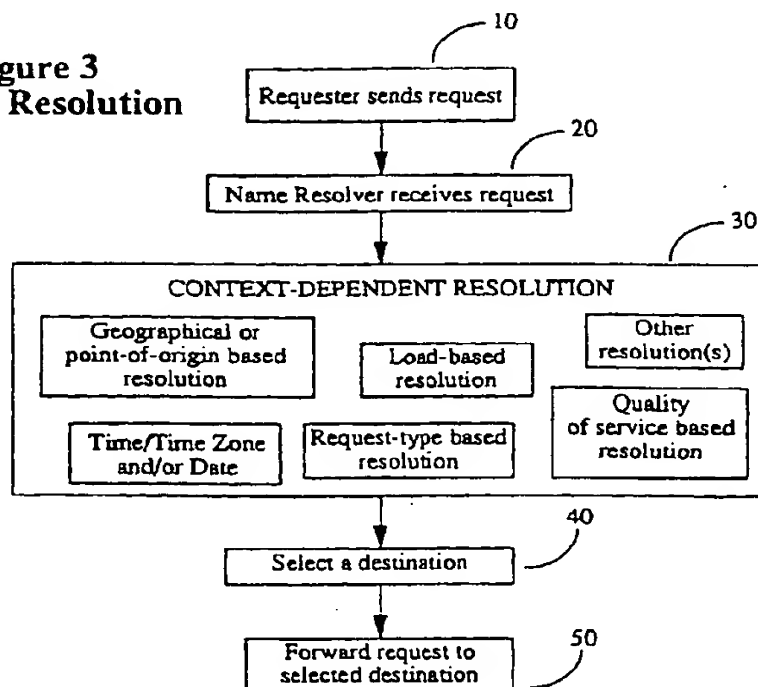 gure 3
Resolution
10
Requester sends request
20
Name Resolver receives request
30
CONTEXT-DEPENDENT RESOLUTION
Geographical or
point-of-origin based
resolution
Load-based
resolution
Other
resolution(s)
Time/Time Zone
and/or Date
Request-type based
resolution
Quality
of service based
resolution
40
Select a destination
50
Forward request to
selected destination